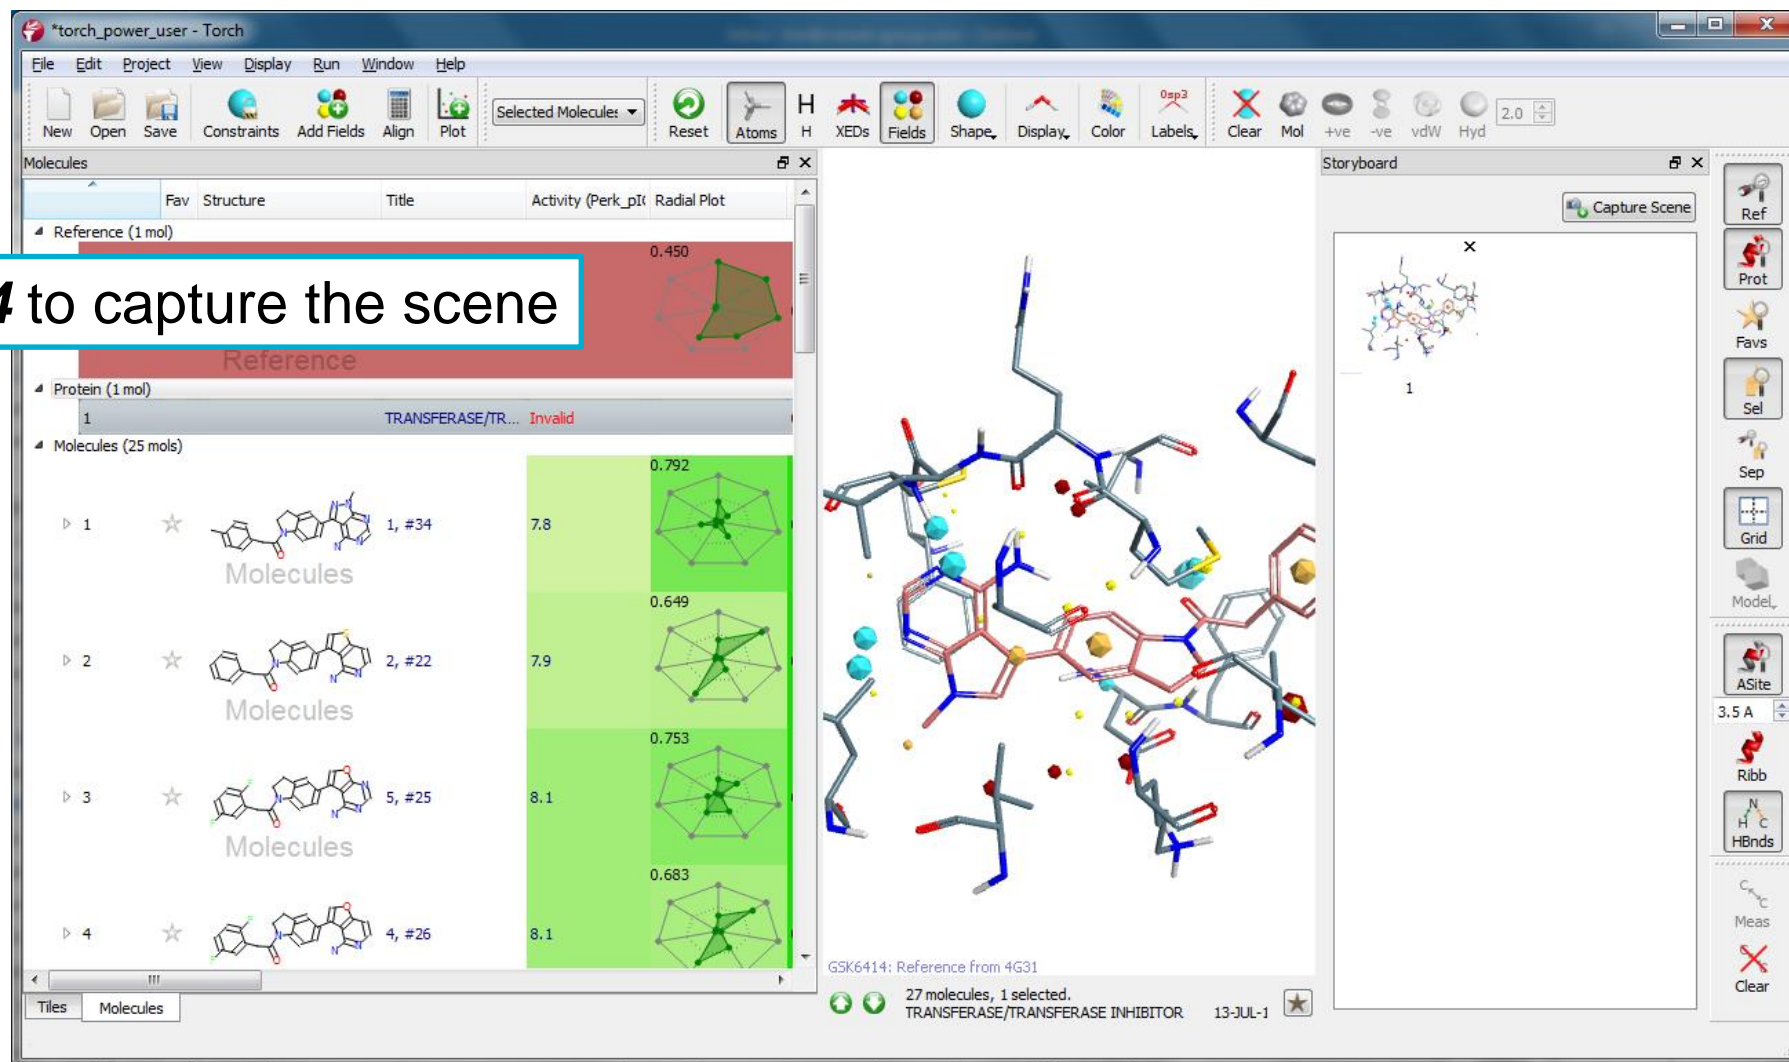 *torch_power_user - Torch
File Edit Project View Display Run Window Help
New Open Save Constraints Add Fields Align Plot Selected Molecules Reset Atoms H H XEDs Fields Shape Display Color 0sp3 Labels Clear Mol +ve -ve vdW Hyd 2.0
Molecules
Fav Structure Title Activity (Perk_pI( Radial Plot
Reference (1 mol)
0.450
4 to capture the scene
Reference
Protein (1 mol)
1 TRANSFERASE/TR... Invalid
Molecules (25 mols)
0.792
1 1, #34 7.8
Molecules
0.649
2 2, #22 7.9
Molecules
0.753
3 5, #25 8.1
Molecules
0.683
4 4, #26 8.1
Tiles Molecules
GSK6414: Reference from 4G31
27 molecules, 1 selected.
TRANSFERASE/TRANSFERASE INHIBITOR 13-JUL-1
Storyboard
Capture Scene
1
Ref
Prot
Favs
Sel
Sep
Grid
Model
ASite
3.5 A
Ribb
N
H C
HBnds
C
C
Meas
Clear